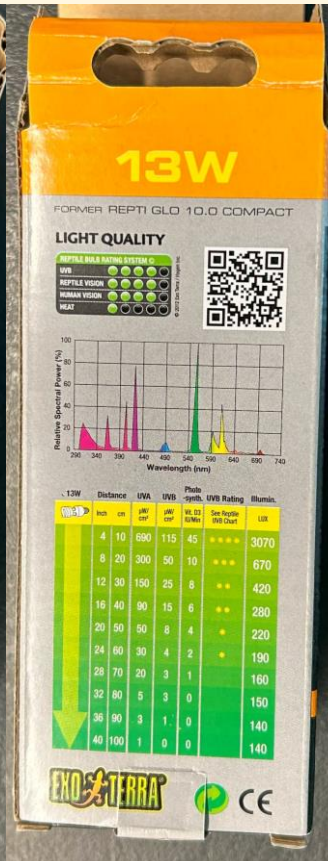 13W
FORMER REPTI GLO 10.0 COMPACT
LIGHT QUALITY
REPTILE BULB RATING SYSTEM ©
UVB
REPTILE VISION
HUMAN VISION
HEAT
© 2012 Exo Terra / Hagen Inc.
Relative Spectral Power (%)
100
80
60
40
20
0
290 340 390 440 490 540 590 640 690 740
Wavelength (nm)
13W Distance UVA UVB Photo-synth. UVB Rating Illumin.
Inch cm µW/cm² µW/cm² Vit. D3 IU/Min See Reptile UVB Chart LUX
4 10 690 115 45 3070
8 20 300 50 10 670
12 30 150 25 8 420
16 40 90 15 6 280
20 50 50 8 4 220
24 60 30 4 2 190
28 70 20 3 1 160
32 80 5 3 0 150
36 90 3 1 0 140
40 100 1 0 0 140
EXO TERRA
CE